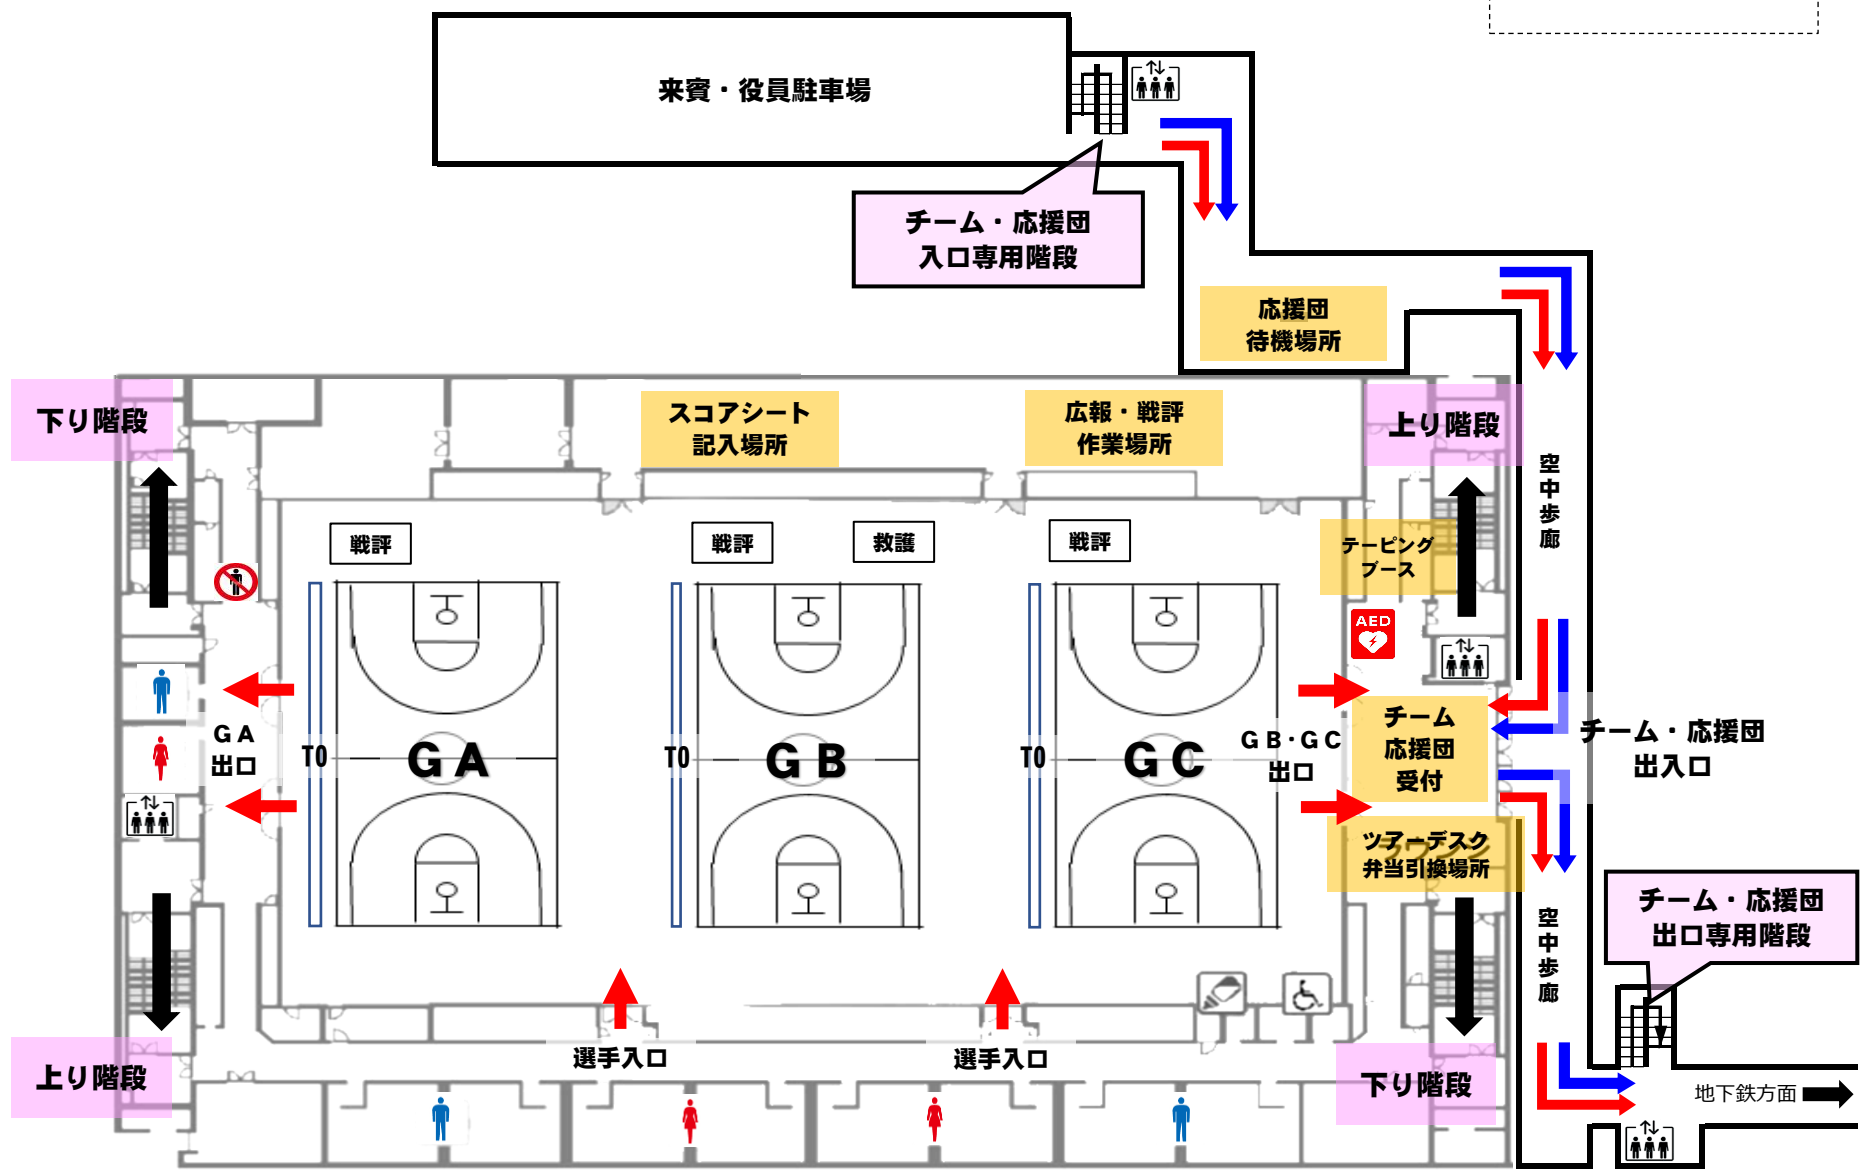 来賓・役員駐車場
チーム・応援団
入口専用階段
応援団
待機場所
下り階段
スコアシート
記入場所
広報・戦評
作業場所
上り階段
空中歩廊
戦評
戦評
救護
戦評
テーピング
ブース
AED
GA
出口
TO
GA
TO
GB
TO
GC
GB・GC
出口
チーム
応援団
受付
チーム・応援団
出入口
ツアーデスク
弁当引換場所
チーム・応援団
出口専用階段
空中歩廊
選手入口
選手入口
上り階段
下り階段
地下鉄方面